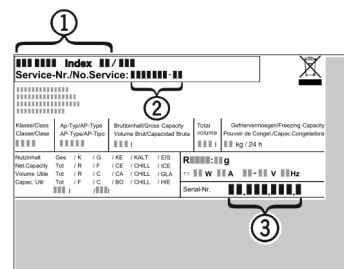 1
Index /
Service-Nr./No.Service: -
2
Klasse/Class Ap-Typ/AP-Type Bruttoinhalt/Gross Capacity Total Gefriervermoegen/Freezing Capacity
Classe/Clase AP-Type/AP-Tipo Volume Brut/Capacidad Bruta volume Pouvoir de Congel./Capac.Congeladora
l l kg / 24 h
Nutzinhalt Ges / K / G / KE / KALT / EIS
Net.Capacity Tot / R / F / CE / CHILL / ICE
Volume Utile Tot / R / C / CA / CHILL / GLA
Capac. Util Tot / F / C / BO / CHILL / HIE
l / l
R : g
W A - V Hz
Serial-Nr. . . .
3